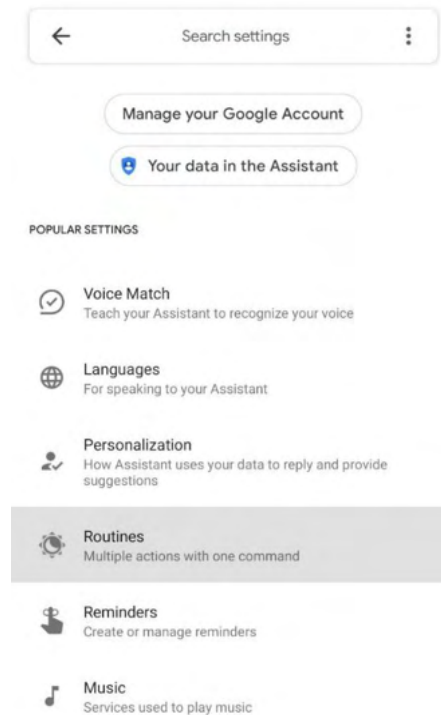 Search settings
Manage your Google Account
Your data in the Assistant
POPULAR SETTINGS
Voice Match
Teach your Assistant to recognize your voice
Languages
For speaking to your Assistant
Personalization
How Assistant uses your data to reply and provide
suggestions
Routines
Multiple actions with one command
Reminders
Create or manage reminders
Music
Services used to play music